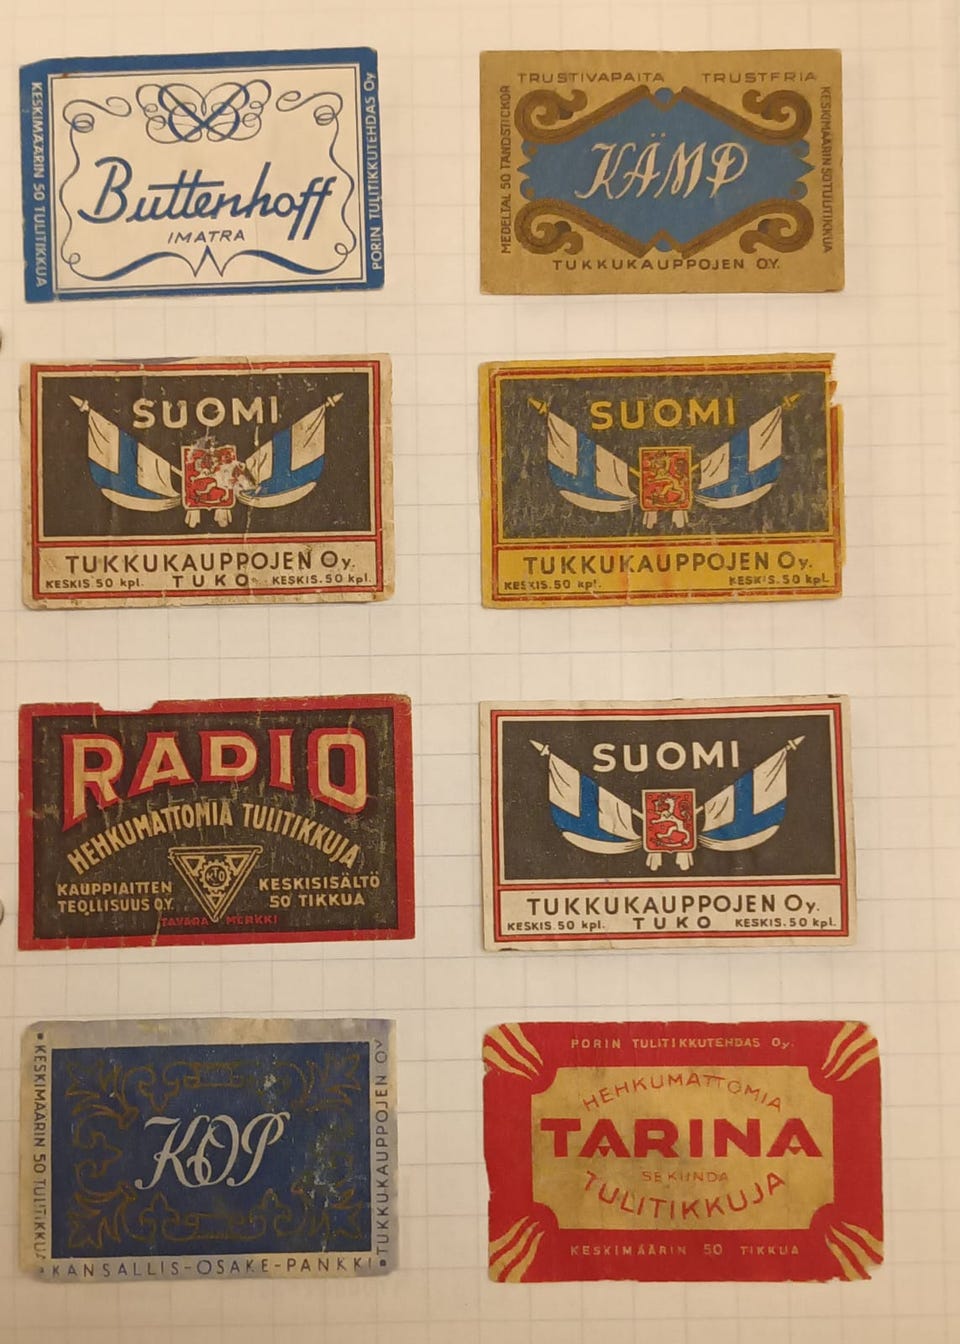 KESKIMÄÄRIN 50 TULITIKKUA
Buttenhoff
IMATRA
PORIN TULITIKKUTEHDAS Oy
TRUSTIVAPAITA TRUSTFRIA
MEDELTAL 50 TÄNDSTICKOR
KÄMP
KESKIMÄÄRIN 50 TULITIKKUA
TUKKUKAUPPOJEN OY.
SUOMI
TUKKUKAUPPOJEN Oy.
KESKIS. 50 kpl. TUKO KESKIS. 50 kpl.
SUOMI
TUKKUKAUPPOJEN Oy.
KESKIS. 50 kpl. KESKIS. 50 kpl.
RADIO
HEHKUMATTOMIA TULITIKKUJA
KAUPPIAITTEN
TEOLLISUUS O.Y.
KTO
KESKISISÄLTÖ
50 TIKKUA
TAVARA MERKKI
SUOMI
TUKKUKAUPPOJEN Oy.
KESKIS. 50 kpl. TUKO KESKIS. 50 kpl.
KESKIMÄÄRIN 50 TULITIKKUA
KOP
TUKKUKAUPPOJEN OY
KANSALLIS-OSAKE-PANKKI
PORIN TULITIKKUTEHDAS Oy.
HEHKUMATTOMIA
TARINA
SEKUNDA
TULITIKKUJA
KESKIMÄÄRIN 50 TIKKUA